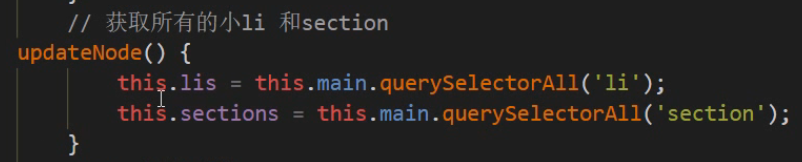 // 获取所有的小li 和section
updateNode() {
this.lis = this.main.querySelectorAll('li');
this.sections = this.main.querySelectorAll('section');
}